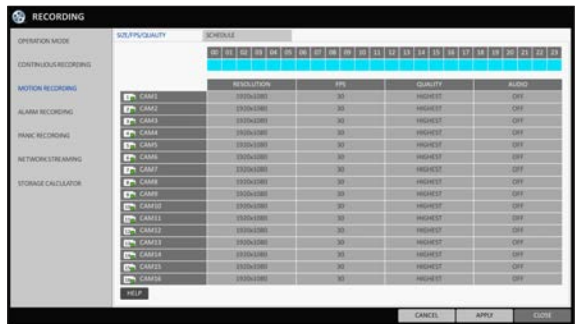 RECORDING
OPERATION MODE
CONTINUOUS RECORDING
MOTION RECORDING
ALARM RECORDING
PANIC RECORDING
NETWORK STREAMING
STORAGE CALCULATOR
SIZE/FPS/QUALITY SCHEDULE
00 01 02 03 04 05 06 07 08 09 10 11 12 13 14 15 16 17 18 19 20 21 22 23
RESOLUTION FPS QUALITY AUDIO
CAM1 1920x1080 30 HIGHEST OFF
CAM2 1920x1080 30 HIGHEST OFF
CAM3 1920x1080 30 HIGHEST OFF
CAM4 1920x1080 30 HIGHEST OFF
CAM5 1920x1080 30 HIGHEST OFF
CAM6 1920x1080 30 HIGHEST OFF
CAM7 1920x1080 30 HIGHEST OFF
CAM8 1920x1080 30 HIGHEST OFF
CAM9 1920x1080 30 HIGHEST OFF
CAM10 1920x1080 30 HIGHEST OFF
CAM11 1920x1080 30 HIGHEST OFF
CAM12 1920x1080 30 HIGHEST OFF
CAM13 1920x1080 30 HIGHEST OFF
CAM14 1920x1080 30 HIGHEST OFF
CAM15 1920x1080 30 HIGHEST OFF
CAM16 1920x1080 30 HIGHEST OFF
HELP
CANCEL APPLY CLOSE